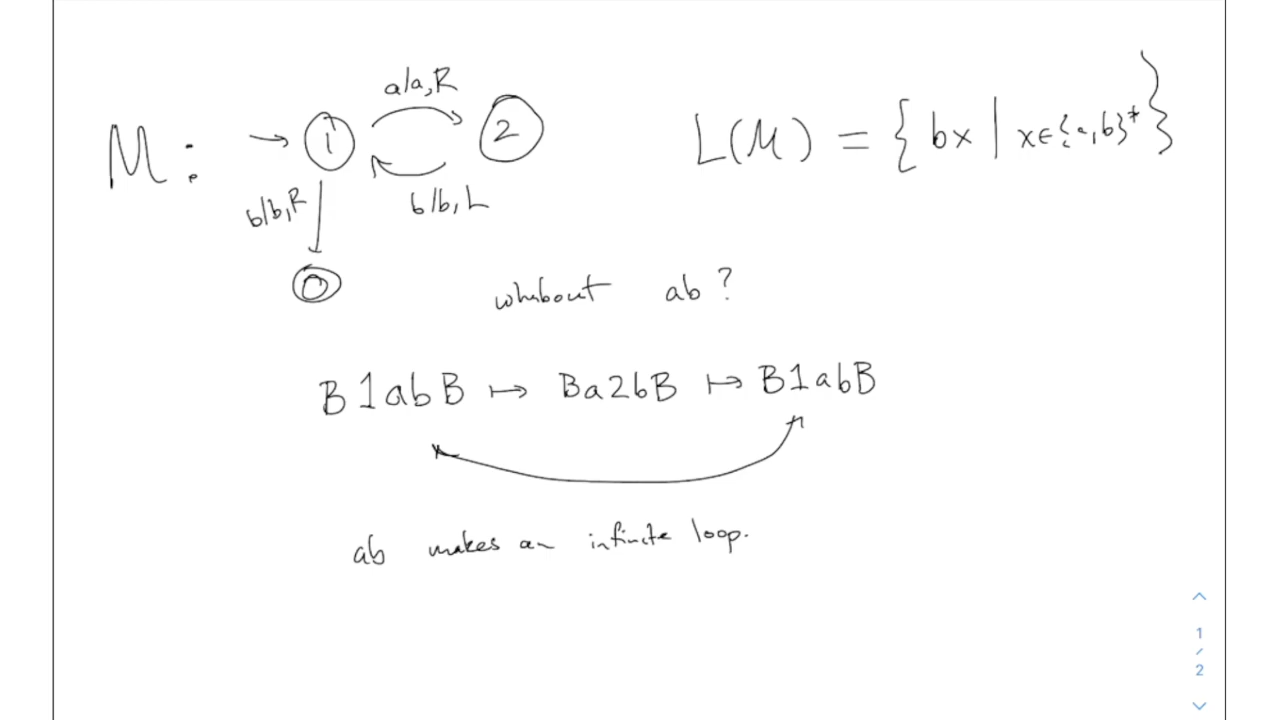 M: → 1 a/a,R 2 L(M) = { bx | x∈{a,b}* }
b/b,R b/b,L
0
whabout ab?
B1abB ↦ Ba2bB ↦ B1abB
ab makes an infinite loop.
1
/
2